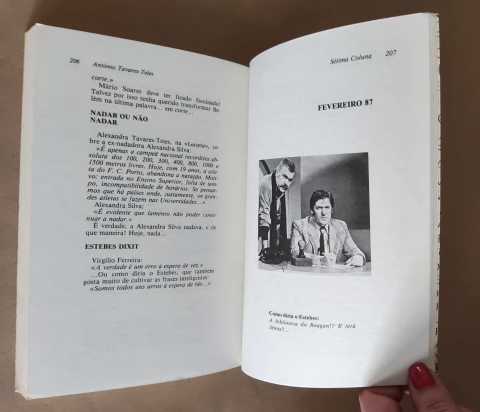 206 António Tavares-Teles
corte.»
Mário Soares deve ter ficado fascinado!
Talvez por isso tenha querido transformar Be-
lém na última palavra... em corte.»
NADAR OU NÃO
NADAR
Alexandra Tavares-Teles, na «Gazeta», so-
bre a ex-nadadora Alexandra Silva:
«É apenas a campeã nacional recordista ab-
soluta dos 100, 200, 300, 400, 800, 1000 e
1500 metros livres. Hoje, com 19 anos, a atle-
ta do F. C. Porto, abandona a natação. Moti-
vo: entrada no Ensino Superior, falta de tem-
po, incompatibilidade de horários. Se pensar-
mos que há países onde, justamente, os gran-
des atletas se fazem nas Universidades...»
Alexandra Silva:
«É evidente que lamento não poder conti-
nuar a nadar.»
É verdade, a Alexandra Silva nadava, e de
que maneira! Hoje, nada...
ESTEBES DIXIT
Virgílio Ferreira:
«A verdade é um erro à espera de vez.»
...Ou como diria o Estebes, que também
gosta muito de cultivar as frases inteligentes:
«Somos todos uns urros à espera de
Sétima Coluna 207
FEVEREIRO 87
Como diria o Estebes:
A biblioteca do Reagan!? E terá
libros?...